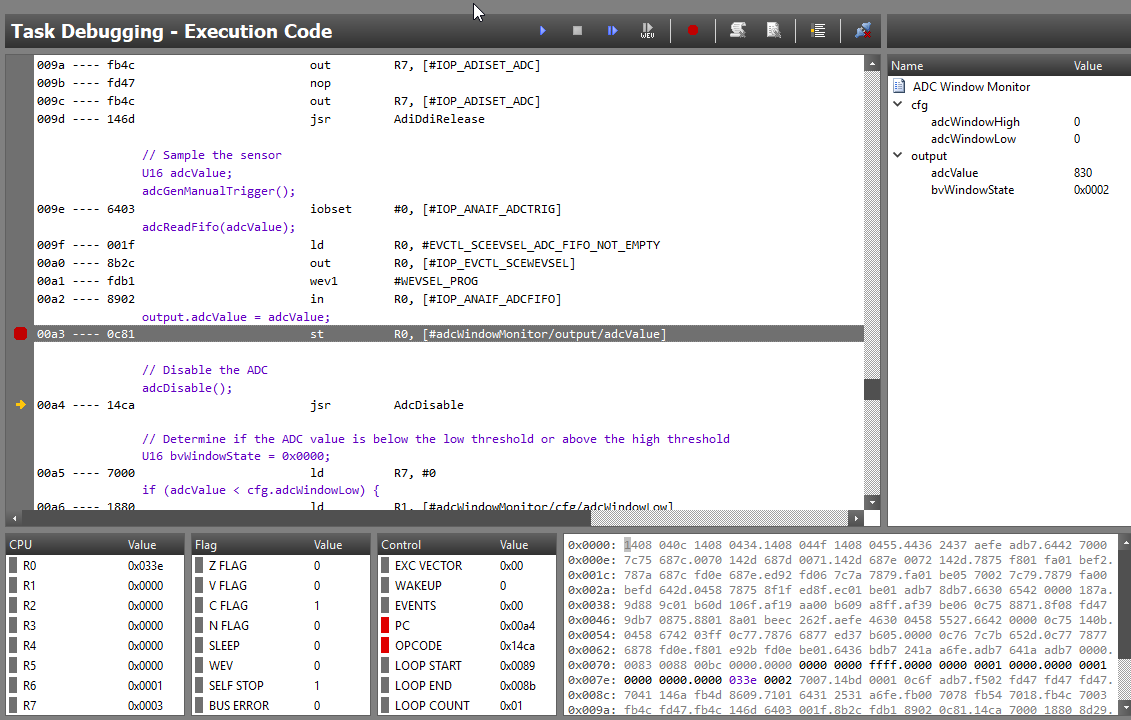 Task Debugging - Execution Code
WEV
009a ---- fb4c out R7, [#IOP_ADISET_ADC]
009b ---- fd47 nop
009c ---- fb4c out R7, [#IOP_ADISET_ADC]
009d ---- 146d jsr AdiDdiRelease
// Sample the sensor
U16 adcValue;
adcGenManualTrigger();
009e ---- 6403 iobset #0, [#IOP_ANAIF_ADCTRIG]
adcReadFifo(adcValue);
009f ---- 001f ld R0, #EVCTL_SCEEVSEL_ADC_FIFO_NOT_EMPTY
00a0 ---- 8b2c out R0, [#IOP_EVCTL_SCEWEVSEL]
00a1 ---- fdb1 wev1 #WEVSEL_PROG
00a2 ---- 8902 in R0, [#IOP_ANAIF_ADCFIFO]
output.adcValue = adcValue;
00a3 ---- 0c81 st R0, [#adcWindowMonitor/output/adcValue]
// Disable the ADC
adcDisable();
00a4 ---- 14ca jsr AdcDisable
// Determine if the ADC value is below the low threshold or above the high threshold
U16 bvWindowState = 0x0000;
00a5 ---- 7000 ld R7, #0
if (adcValue < cfg.adcWindowLow) {
00a6 ---- 1880 ld R1, [#adcWindowMonitor/cfg/adcWindowLow]
Name Value
ADC Window Monitor
cfg
adcWindowHigh 0
adcWindowLow 0
output
adcValue 830
bvWindowState 0x0002
CPU Value
R0 0x033e
R1 0x0000
R2 0x0000
R3 0x0000
R4 0x0000
R5 0x0000
R6 0x0001
R7 0x0003
Flag Value
Z FLAG 0
V FLAG 0
C FLAG 1
N FLAG 0
SLEEP 0
WEV 0
SELF STOP 1
BUS ERROR 0
Control Value
EXC VECTOR 0x00
WAKEUP 0
EVENTS 0x00
PC 0x00a4
OPCODE 0x14ca
LOOP START 0x0089
LOOP END 0x008b
LOOP COUNT 0x01
0x0000: 1408 040c 1408 0434.1408 044f 1408 0455.4436 2437 aefe adb7.6442 7000
0x000e: 7c75 687c.0070 142d 687d 0071.142d 687e 0072 142d.7875 f801 fa01 bef2.
0x001c: 787a 687c fd0e 687e.ed92 fd06 7c7a 7879.fa01 be05 7002 7c79.7879 fa00
0x002a: befd 642d.0458 7875 8f1f ed8f.ec01 be01 adb7 8db7.6630 6542 0000 187a.
0x0038: 9d88 9c01 b60d 106f.af19 aa00 b609 a8ff.af39 be06 0c75 8871.8f08 fd47
0x0046: 9db7 0875.8801 8a01 beec 262f.aefe 4630 0458 5527.6642 0000 0c75 140b.
0x0054: 0458 6742 03ff 0c77.7876 6877 ed37 b605.0000 0c76 7c7b 652d.0c77 7877
0x0062: 6878 fd0e.f801 e92b fd0e be01.6436 bdb7 241a a6fe.adb7 641a adb7 0000.
0x0070: 0083 0088 00bc 0000.0000 0000 0000 ffff.0000 0000 0001 0000.0000 0001
0x007e: 0000 0000.0000 033e 0002 7007.14bd 0001 0c6f adb7.f502 fd47 fd47 fd47.
0x008c: 7041 146a fb4d 8609.7101 6431 2531 a6fe.fb00 7078 fb54 7018.fb4c 7003
0x009a: fb4c fd47.fb4c 146d 6403 001f.8b2c fdb1 8902 0c81.14ca 7000 1880 8d29.